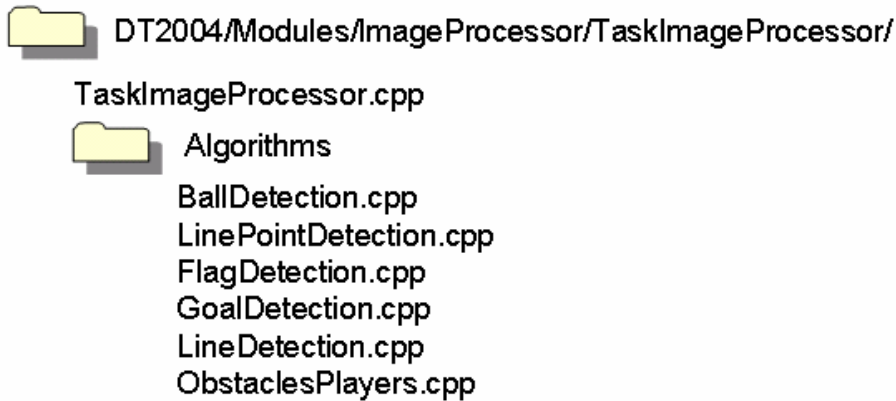 DT2004/Modules/ImageProcessor/TaskImageProcessor/
TaskImageProcessor.cpp
Algorithms
BallDetection.cpp
LinePointDetection.cpp
FlagDetection.cpp
GoalDetection.cpp
LineDetection.cpp
ObstaclesPlayers.cpp